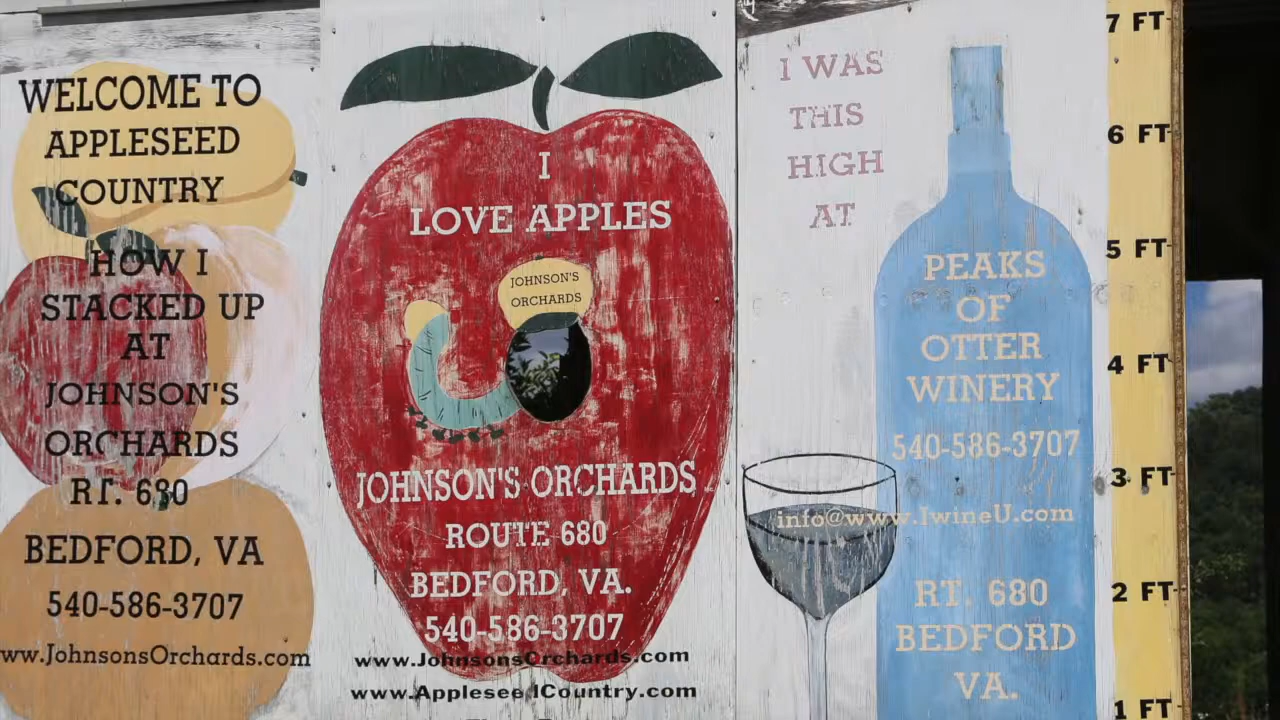 WELCOME TO
APPLESEED
COUNTRY
HOW I
STACKED UP
AT
JOHNSON'S
ORCHARDS
RT. 680
BEDFORD, VA
540-586-3707
www.JohnsonsOrchards.com
I
LOVE APPLES
JOHNSON'S
ORCHARDS
JOHNSON'S ORCHARDS
ROUTE 680
BEDFORD, VA.
540-586-3707
www.JohnsonsOrchards.com
www.AppleseedCountry.com
I WAS
THIS
HIGH
AT
PEAKS
OF
OTTER
WINERY
540-586-3707
info@www.IwineU.com
RT. 680
BEDFORD
VA.
7 FT
6 FT
5 FT
4 FT
3 FT
2 FT
1 FT